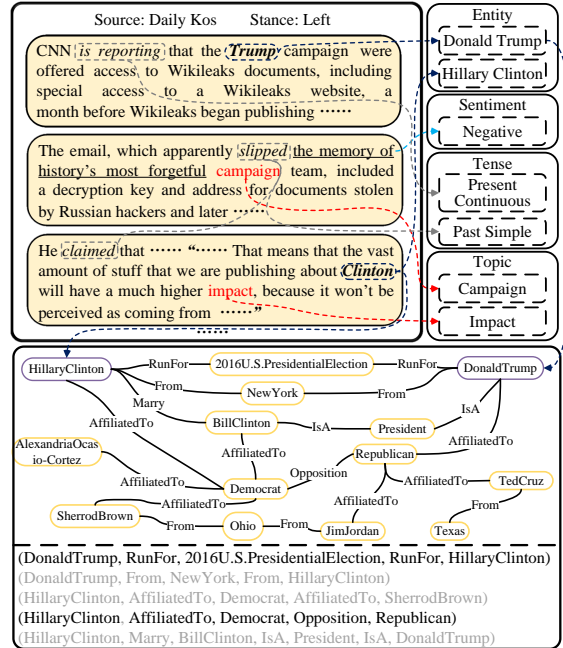 Source: Daily Kos Stance: Left
CNN is reporting that the Trump campaign were
offered access to Wikileaks documents, including
special access to a Wikileaks website, a
month before Wikileaks began publishing ······
The email, which apparently slipped the memory of
history's most forgetful campaign team, included
a decryption key and address for documents stolen
by Russian hackers and later ······
He claimed that ······ “······ That means that the vast
amount of stuff that we are publishing about Clinton
will have a much higher impact, because it won't be
perceived as coming from ······”
······
Entity
Donald Trump
Hillary Clinton
Sentiment
Negative
Tense
Present
Continuous
Past Simple
Topic
Campaign
Impact
HillaryClinton
RunFor
2016U.S.PresidentialElection
RunFor
DonaldTrump
From
NewYork
From
Marry
IsA
BillClinton
IsA
President
AffiliatedTo
AffiliatedTo
AlexandriaOcas
io-Cortez
AffiliatedTo
Republican
Opposition
AffiliatedTo
AffiliatedTo
TedCruz
Democrat
AffiliatedTo
AffiliatedTo
From
SherrodBrown
From
Ohio
From
JimJordan
Texas
(DonaldTrump, RunFor, 2016U.S.PresidentialElection, RunFor, HillaryClinton)
(DonaldTrump, From, NewYork, From, HillaryClinton)
(HillaryClinton, AffiliatedTo, Democrat, AffiliatedTo, SherrodBrown)
(HillaryClinton, AffiliatedTo, Democrat, Opposition, Republican)
(HillaryClinton, Marry, BillClinton, IsA, President, IsA, DonaldTrump)